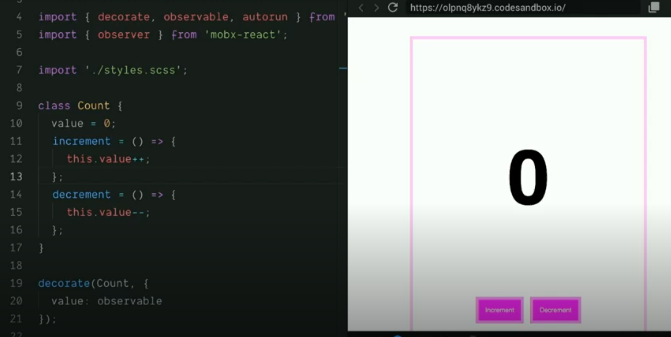 4 import { decorate, observable, autorun } from '
5 import { observer } from 'mobx-react';
6
7 import './styles.scss';
8
9 class Count {
10 value = 0;
11 increment = () => {
12 this.value++;
13 };
14 decrement = () => {
15 this.value--;
16 };
17 }
18
19 decorate(Count, {
20 value: observable
21 });
https://olpnq8ykz9.codesandbox.io/
0
Increment Decrement